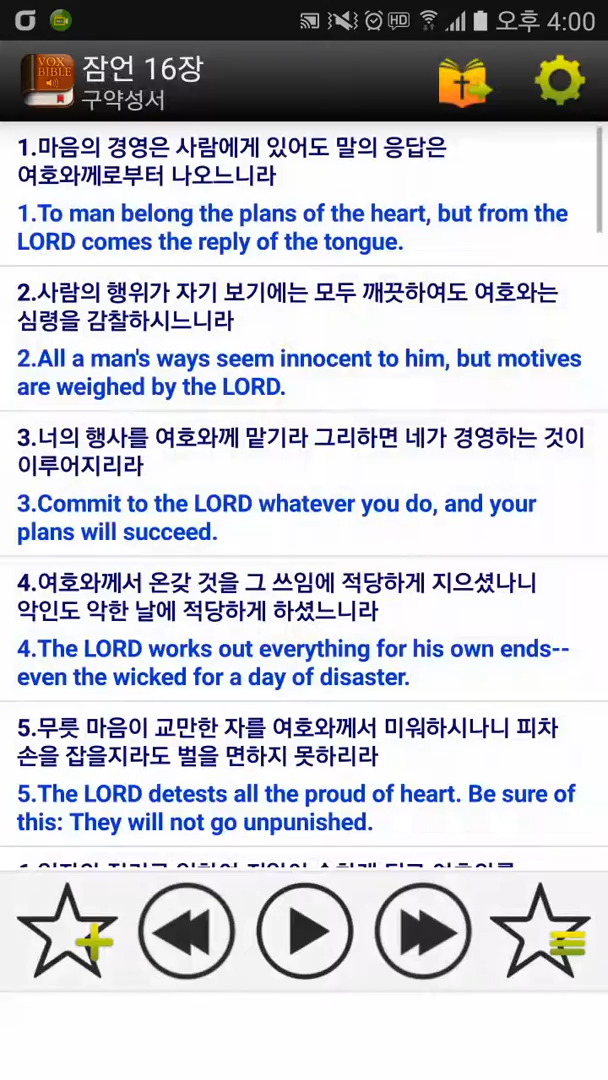 HD
오후 4:00
VOX
BIBLE
잠언 16장
구약성서
1.마음의 경영은 사람에게 있어도 말의 응답은
여호와께로부터 나오느니라
1.To man belong the plans of the heart, but from the
LORD comes the reply of the tongue.
2.사람의 행위가 자기 보기에는 모두 깨끗하여도 여호와는
심령을 감찰하시느니라
2.All a man's ways seem innocent to him, but motives
are weighed by the LORD.
3.너의 행사를 여호와께 맡기라 그리하면 네가 경영하는 것이
이루어지리라
3.Commit to the LORD whatever you do, and your
plans will succeed.
4.여호와께서 온갖 것을 그 쓰임에 적당하게 지으셨나니
악인도 악한 날에 적당하게 하셨느니라
4.The LORD works out everything for his own ends--
even the wicked for a day of disaster.
5.무릇 마음이 교만한 자를 여호와께서 미워하시나니 피차
손을 잡을지라도 벌을 면하지 못하리라
5.The LORD detests all the proud of heart. Be sure of
this: They will not go unpunished.